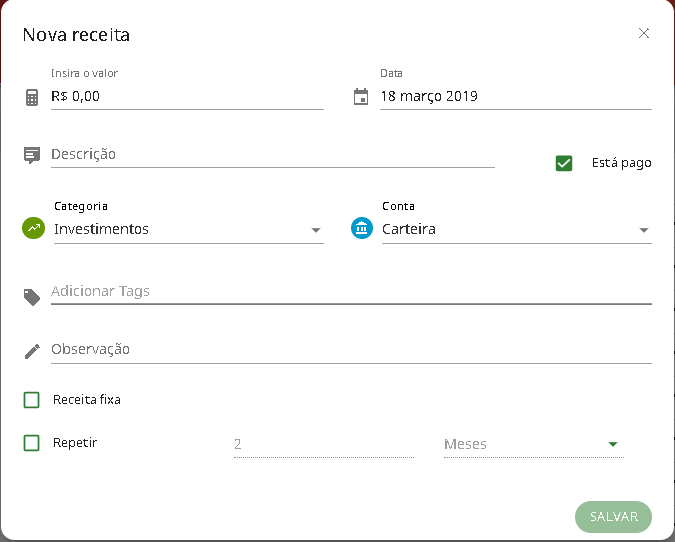 Nova receita
Insira o valor
Data
R$ 0,00
18 março 2019
Descrição
Está pago
Categoria
Conta
Investimentos
Carteira
Adicionar Tags
Observação
Receita fixa
Repetir
2
Meses
SALVAR